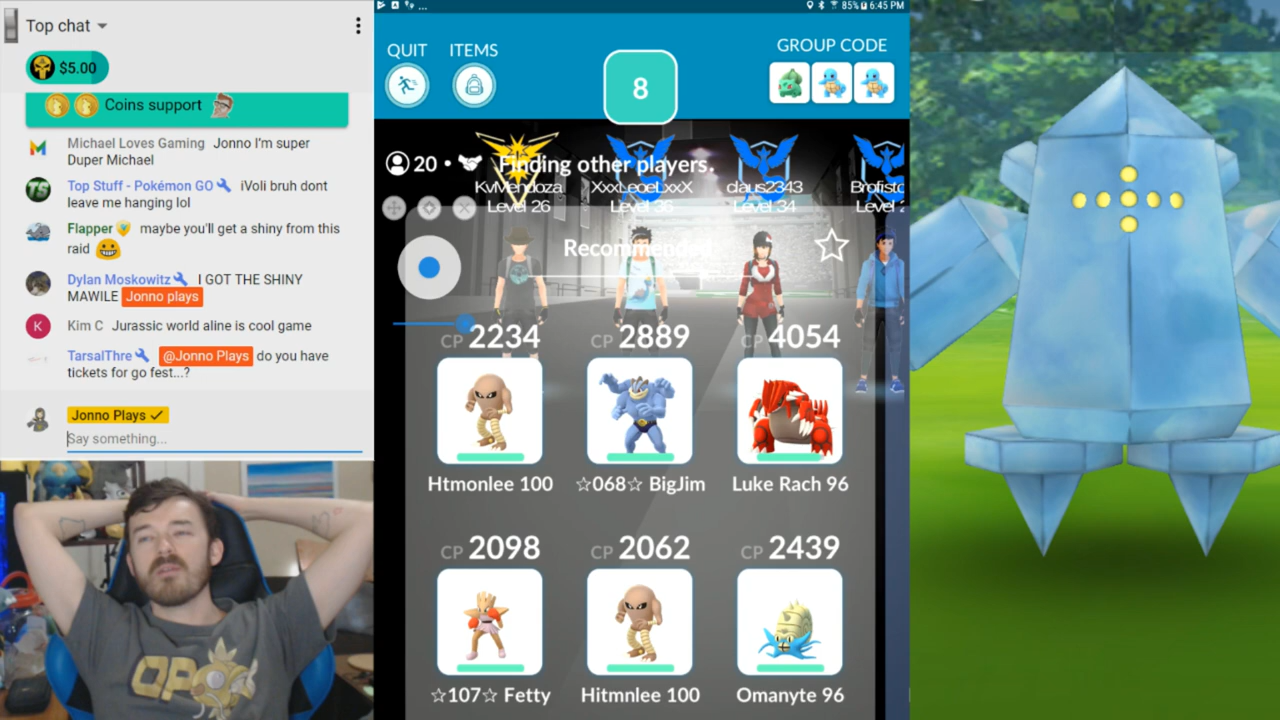 Top chat
$5.00
Coins support
Michael Loves Gaming Jonno I'm super
Duper Michael
Top Stuff - Pokémon GO iVoli bruh dont
leave me hanging lol
Flapper maybe you'll get a shiny from this
raid
Dylan Moskowitz I GOT THE SHINY
MAWILE Jonno plays
Kim C Jurassic world aline is cool game
TarsalThre @Jonno Plays do you have
tickets for go fest...?
Jonno Plays
Say something...
OP
... 85% 6:45 PM
QUIT ITEMS
8
GROUP CODE
20 • Finding other players.
KvMendoza XxxLeoeLxxX claus2343 Brofisto
Level 26 Level 36 Level 34 Level 2
Recommended
CP 2234 CP 2889 CP 4054
Htmonlee 100 ☆068☆ BigJim Luke Rach 96
CP 2098 CP 2062 CP 2439
☆107☆ Fetty Hitmnlee 100 Omanyte 96